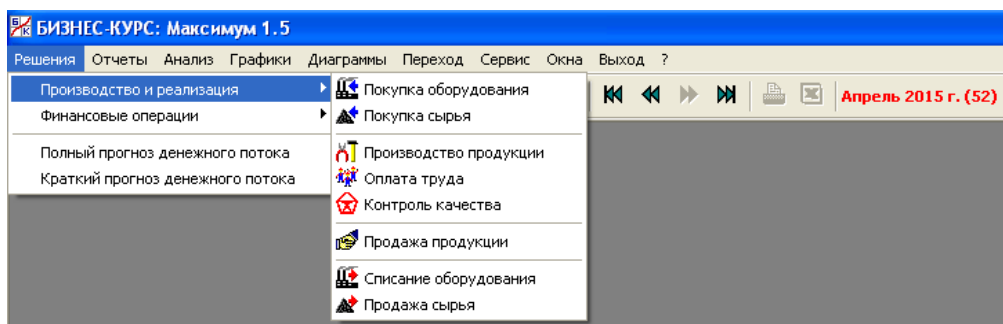 БИЗНЕС-КУРС: Максимум 1.5
Решения Отчеты Анализ Графики Диаграммы Переход Сервис Окна Выход ?
Производство и реализация
Финансовые операции
Полный прогноз денежного потока
Краткий прогноз денежного потока
Покупка оборудования
Покупка сырья
Производство продукции
Оплата труда
Контроль качества
Продажа продукции
Списание оборудования
Продажа сырья
Апрель 2015 г. (52)